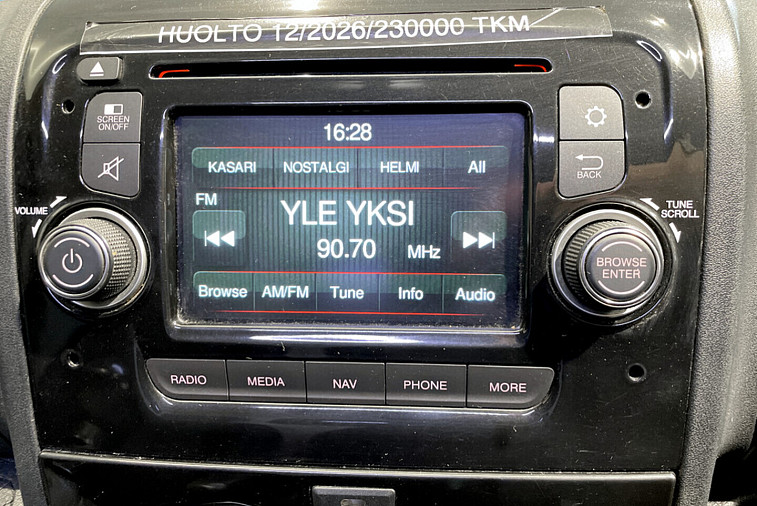 HUOLTO 12/2026/230000 TKM
SCREEN
ON/OFF
16:28
KASARI NOSTALGI HELMI All
BACK
FM
YLE YKSI
90.70 MHz
VOLUME
TUNE
SCROLL
BROWSE
ENTER
Browse AM/FM Tune Info Audio
RADIO MEDIA NAV PHONE MORE